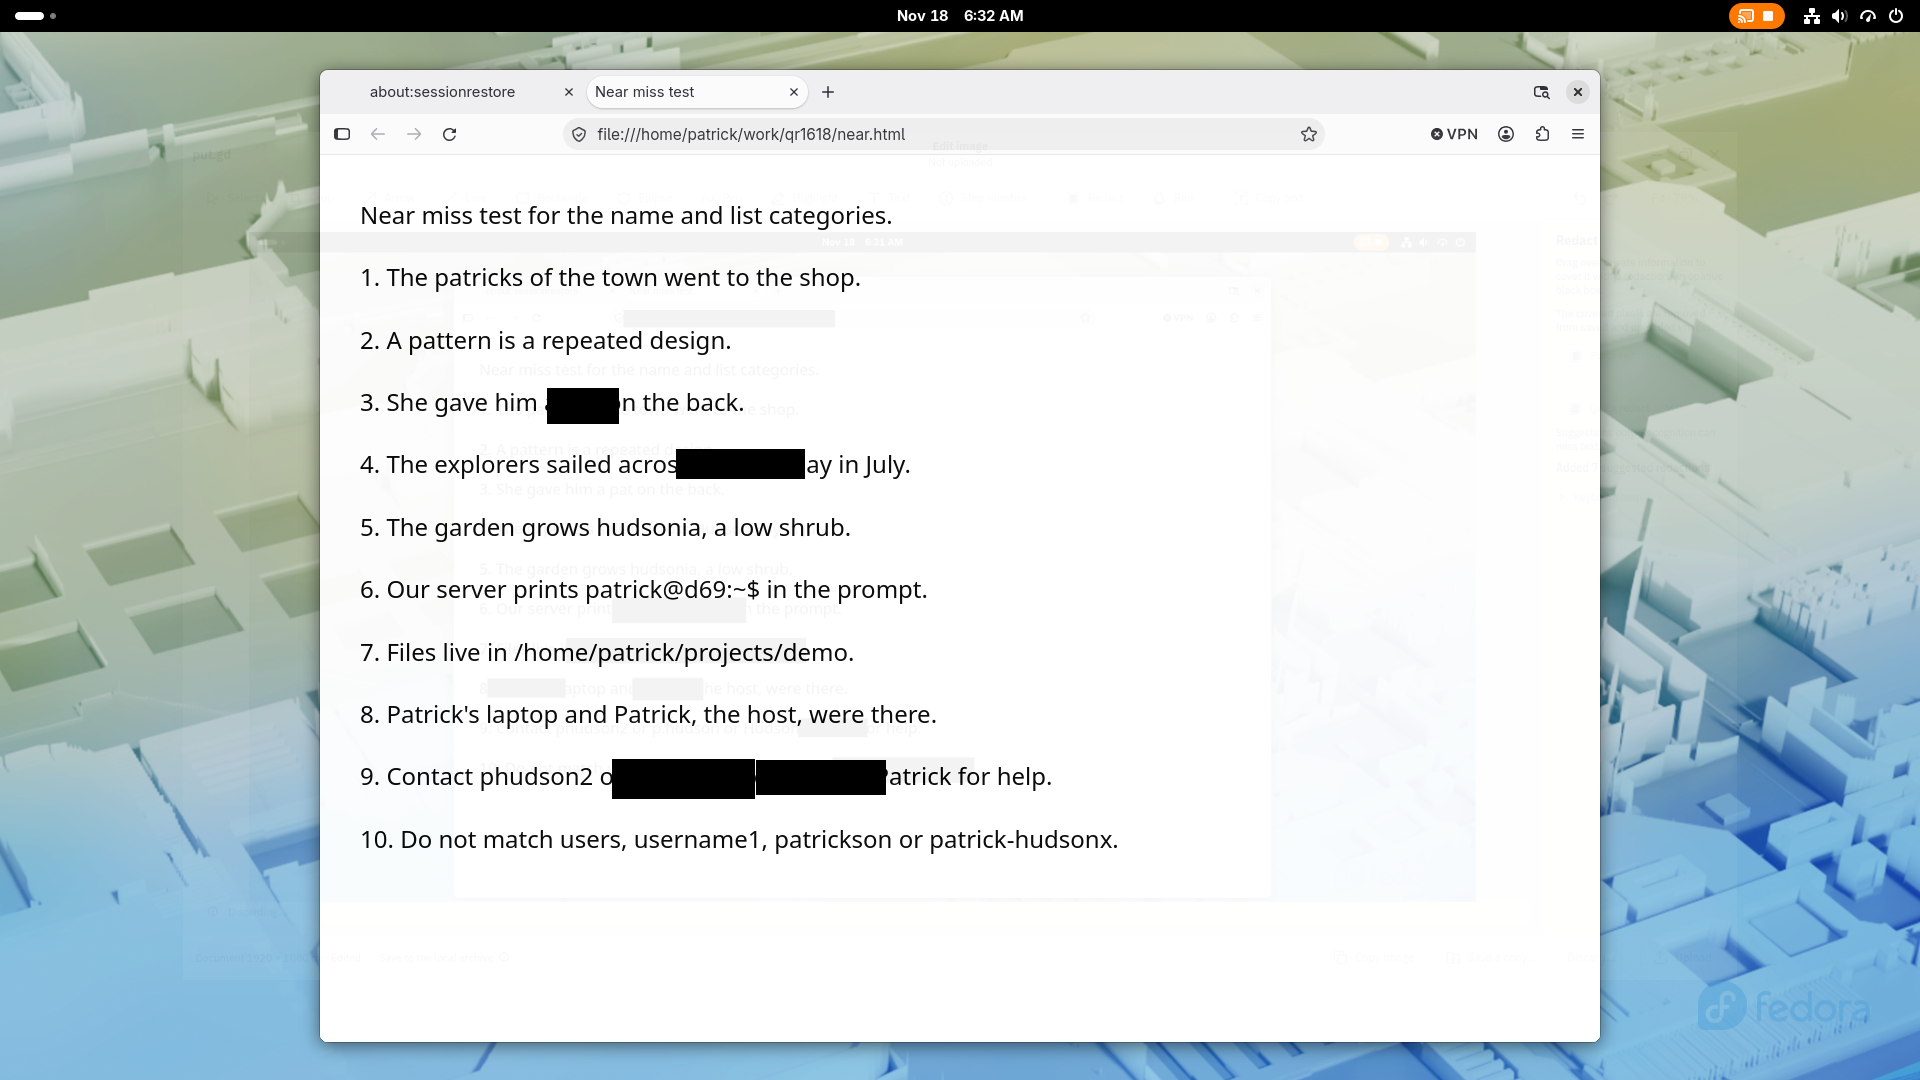 Nov 18 6:32 AM
about:sessionrestore
Near miss test
file:///home/patrick/work/qr1618/near.html
VPN
Near miss test for the name and list categories.
1. The patricks of the town went to the shop.
2. A pattern is a repeated design.
3. She gave him on the back.
4. The explorers sailed in July.
5. The garden grows hudsonia, a low shrub.
6. Our server prints patrick@d69:~$ in the prompt.
7. Files live in /home/patrick/projects/demo.
8. Patrick's laptop and Patrick, the host, were there.
9. Contact phudson2 for help.
10. Do not match users, username1, patrickson or patrick-hudsonx.
fedora